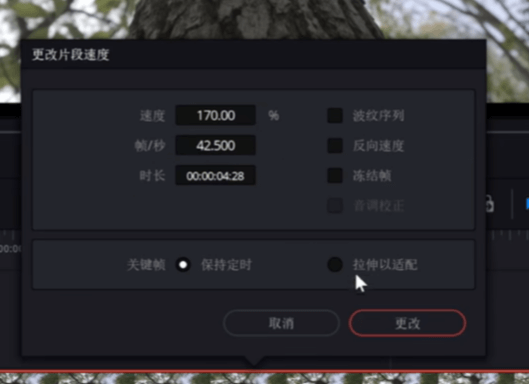 更改片段速度
速度 170.00 % 波纹序列
帧/秒 42.500 反向速度
时长 00:00:04:28 冻结帧
音调校正
关键帧 保持定时 拉伸以适配
取消 更改